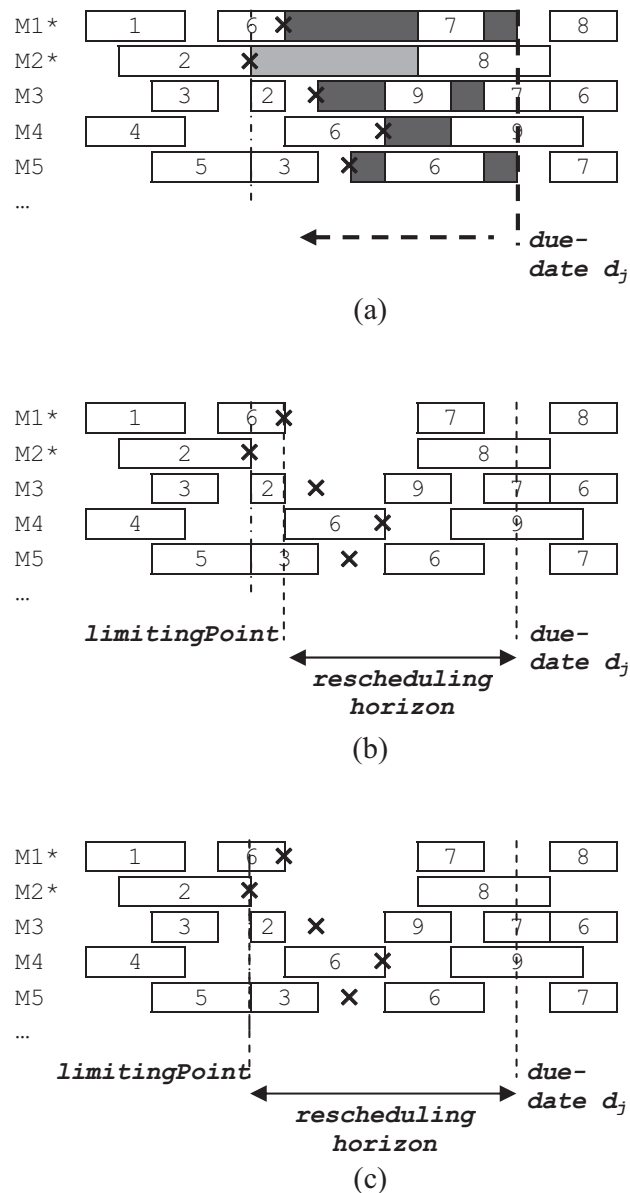 M1* 1 6 7 8
M2* 2 8
M3 3 2 9 7 6
M4 4 6 9
M5 5 3 6 7
...
due-
date dj
(a)
M1* 1 6 7 8
M2* 2 8
M3 3 2 9 7 6
M4 4 6 9
M5 5 3 6 7
...
limitingPoint due-
rescheduling date dj
horizon
(b)
M1* 1 6 7 8
M2* 2 8
M3 3 2 9 7 6
M4 4 6 9
M5 5 3 6 7
...
limitingPoint due-
rescheduling date dj
horizon
(c)